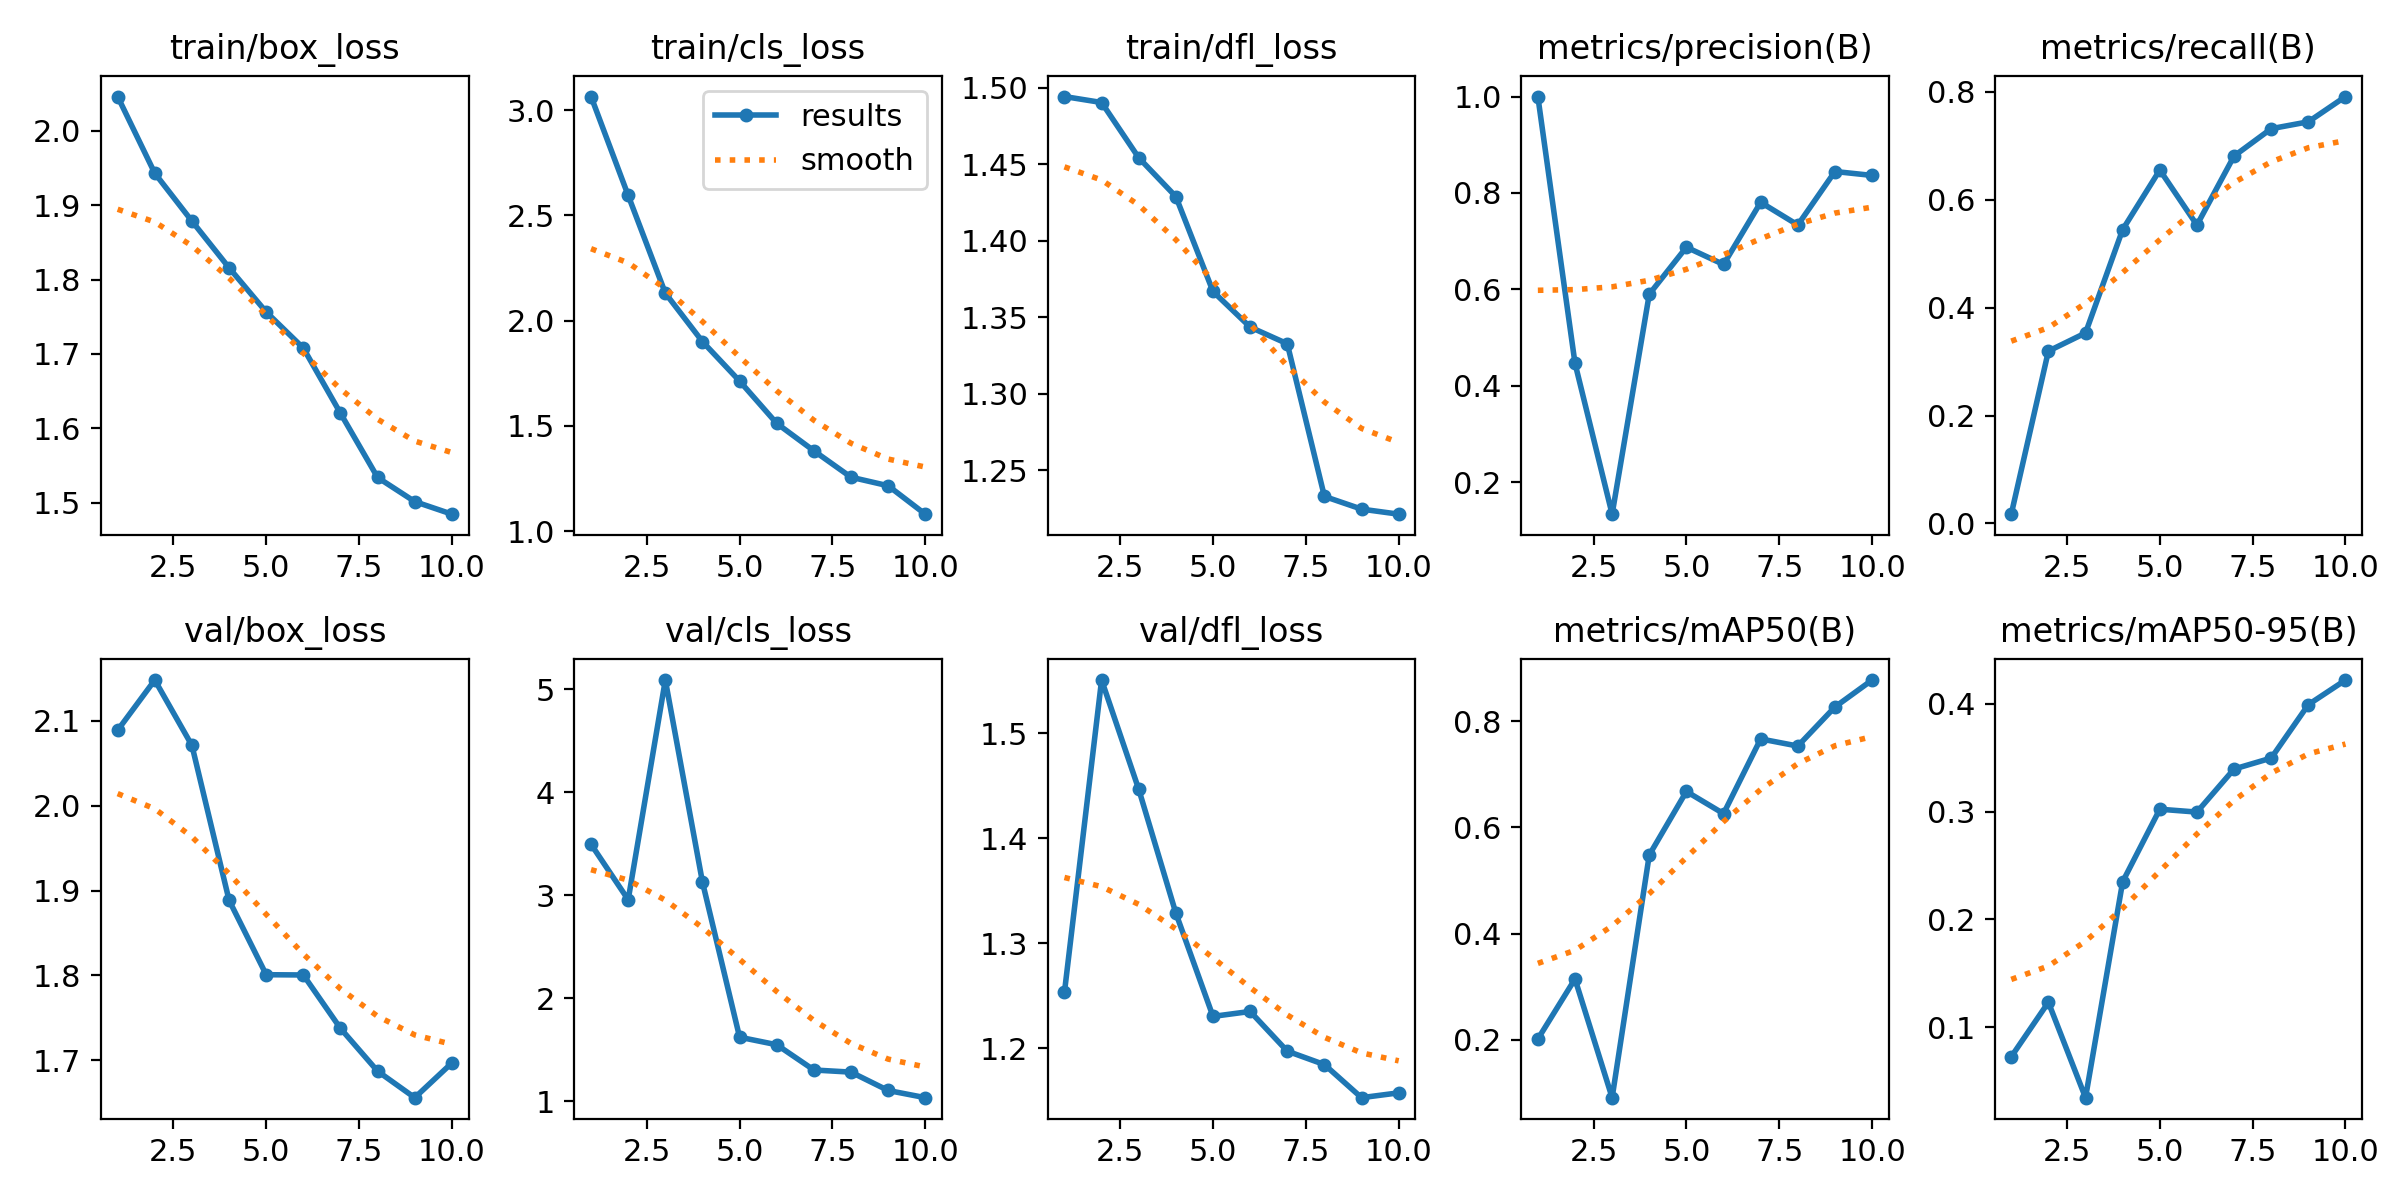 train/box_loss
train/cls_loss
train/dfl_loss
metrics/precision(B)
metrics/recall(B)
2.0
1.9
1.8
1.7
1.6
1.5
2.5 5.0 7.5 10.0
3.0
2.5
2.0
1.5
1.0
results
smooth
2.5 5.0 7.5 10.0
1.50
1.45
1.40
1.35
1.30
1.25
2.5 5.0 7.5 10.0
1.0
0.8
0.6
0.4
0.2
2.5 5.0 7.5 10.0
0.8
0.6
0.4
0.2
0.0
2.5 5.0 7.5 10.0
val/box_loss
val/cls_loss
val/dfl_loss
metrics/mAP50(B)
metrics/mAP50-95(B)
2.1
2.0
1.9
1.8
1.7
2.5 5.0 7.5 10.0
5
4
3
2
1
2.5 5.0 7.5 10.0
1.5
1.4
1.3
1.2
2.5 5.0 7.5 10.0
0.8
0.6
0.4
0.2
2.5 5.0 7.5 10.0
0.4
0.3
0.2
0.1
2.5 5.0 7.5 10.0